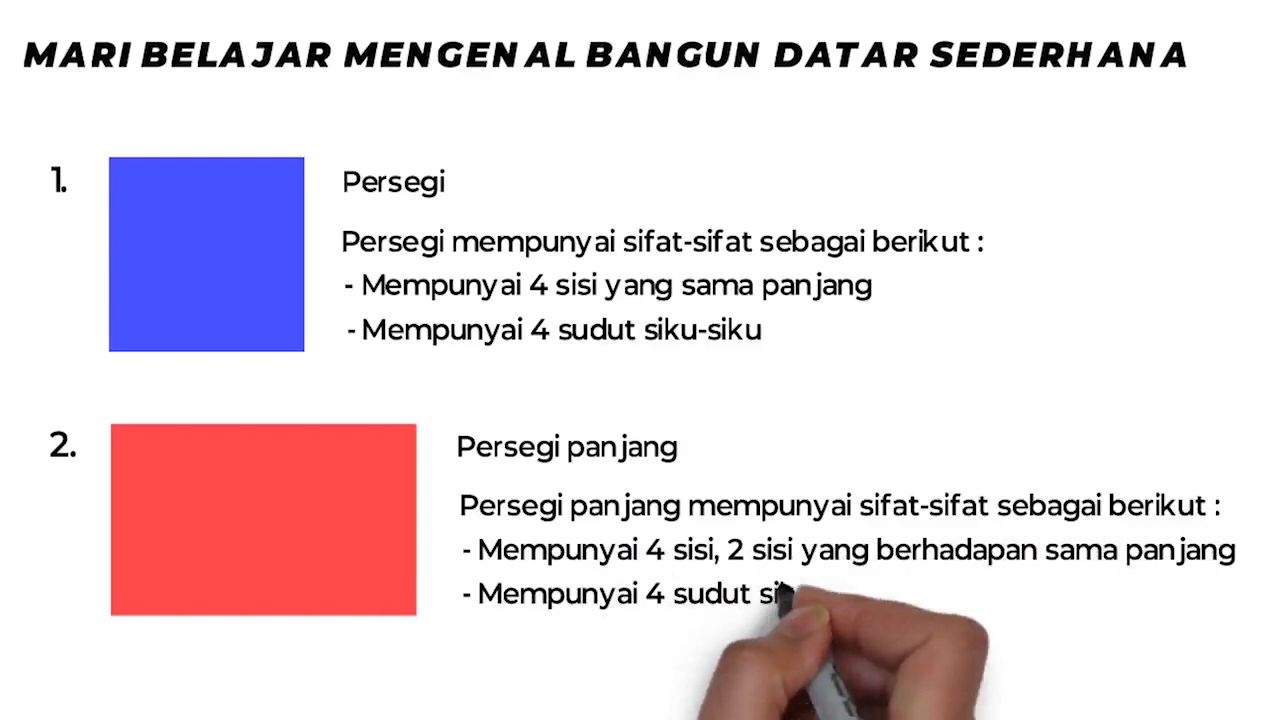 MARI BELAJAR MENGENAL BANGUN DATAR SEDERHANA
1.
Persegi
Persegi mempunyai sifat-sifat sebagai berikut :
- Mempunyai 4 sisi yang sama panjang
- Mempunyai 4 sudut siku-siku
2.
Persegi panjang
Persegi panjang mempunyai sifat-sifat sebagai berikut :
- Mempunyai 4 sisi, 2 sisi yang berhadapan sama panjang
- Mempunyai 4 sudut